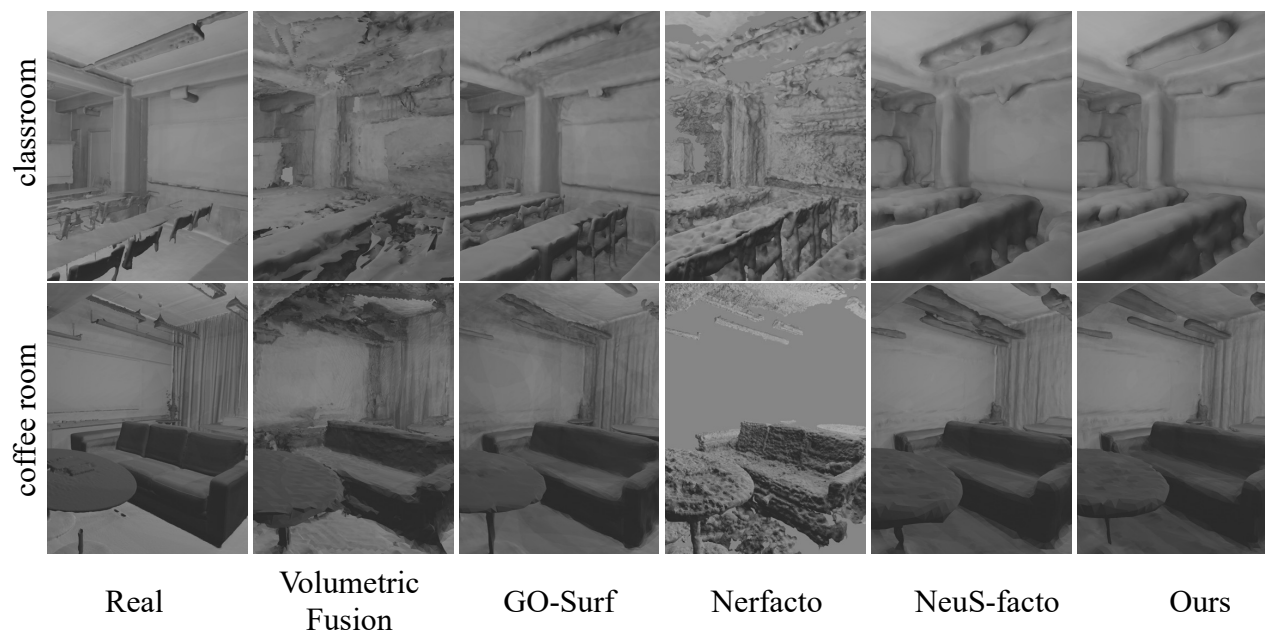 classroom
coffee room
Real
Volumetric
Fusion
GO-Surf
Nerfacto
NeuS-facto
Ours